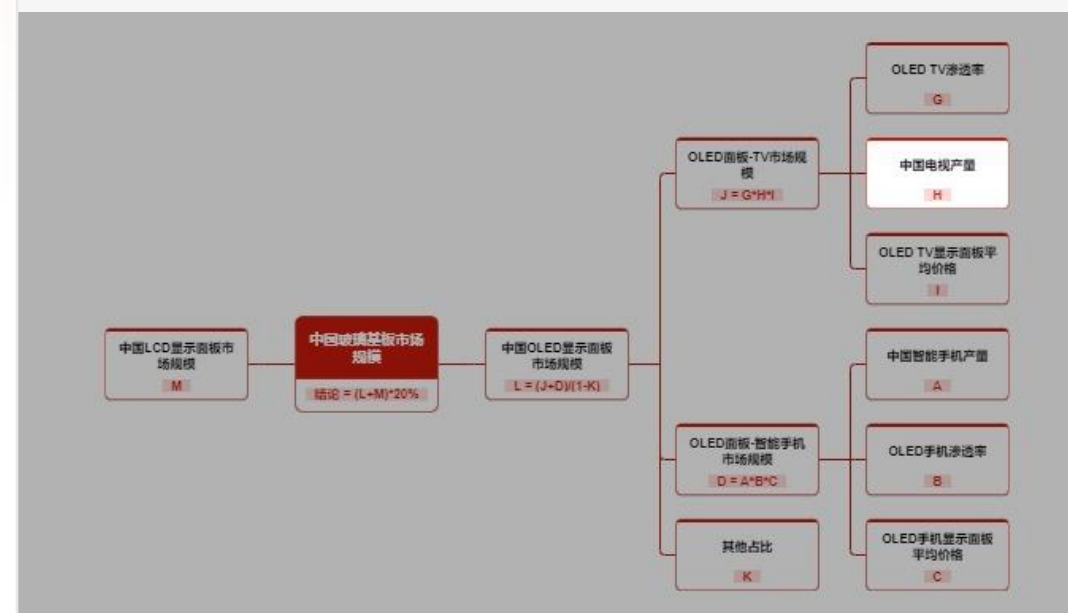 OLED TV渗透率
G
OLED面板-TV市场规
模
J = G*H*I
中国电视产量
H
OLED TV显示面板平
均价格
I
中国LCD显示面板市
场规模
M
中国玻璃基板市场
规模
结论 = (L+M)*20%
中国OLED显示面板
市场规模
L = (J+D)/(1-K)
中国智能手机产量
A
OLED面板-智能手机
市场规模
D = A*B*C
OLED手机渗透率
B
其他占比
K
OLED手机显示面板
平均价格
C